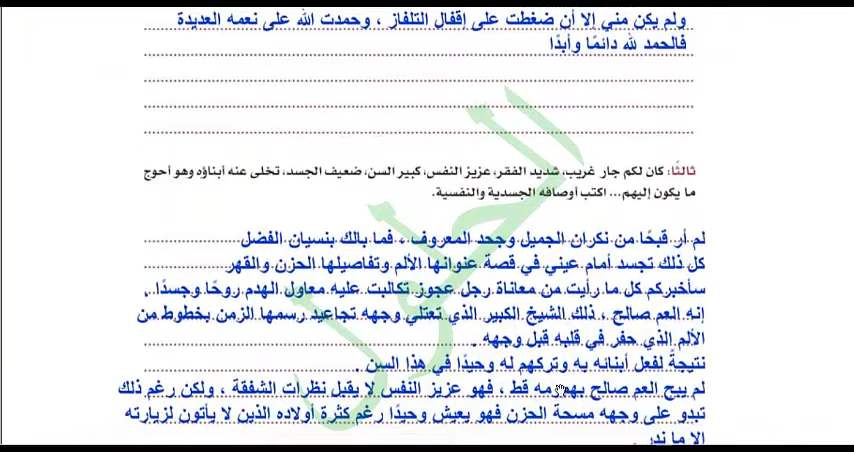 ولم يكن مني إلا أن ضغطت على إقفال التلفاز ، وحمدت الله على نعمه العديدة
فالحمد لله دائمًا وأبدًا
ثالثًا: كان لكم جار غريب، شديد الفقر، عزيز النفس، كبير السن، ضعيف الجسد، تخلى عنه أبناؤه وهو أحوج
ما يكون إليهم... اكتب أوصافه الجسدية والنفسية.
لم أر قبحًا من نكران الجميل وجحد المعروف ، فما بالك بنسيان الفضل
كل ذلك تجسد أمام عيني في قصة عنوانها الألم وتفاصيلها الحزن والقهر
سأخبركم كل ما رأيت من معاناة رجل عجوز تكالبت عليه معاول الهدم روحًا وجسدًا .
إنه العم صالح ، ذلك الشيخ الكبير الذي تعتلي وجهه تجاعيد رسمها الزمن بخطوط من
الألم الذي حفر في قلبه قبل وجهه .
نتيجة لفعل أبنائه به وتركهم له وحيدًا في هذا السن .
لم يبح العم صالح بهمومه قط ، فهو عزيز النفس لا يقبل نظرات الشفقة ، ولكن رغم ذلك
تبدو على وجهه مسحة الحزن فهو يعيش وحيدًا رغم كثرة أولاده الذين لا يأتون لزيارته
إلا ما ندر .
الحلول